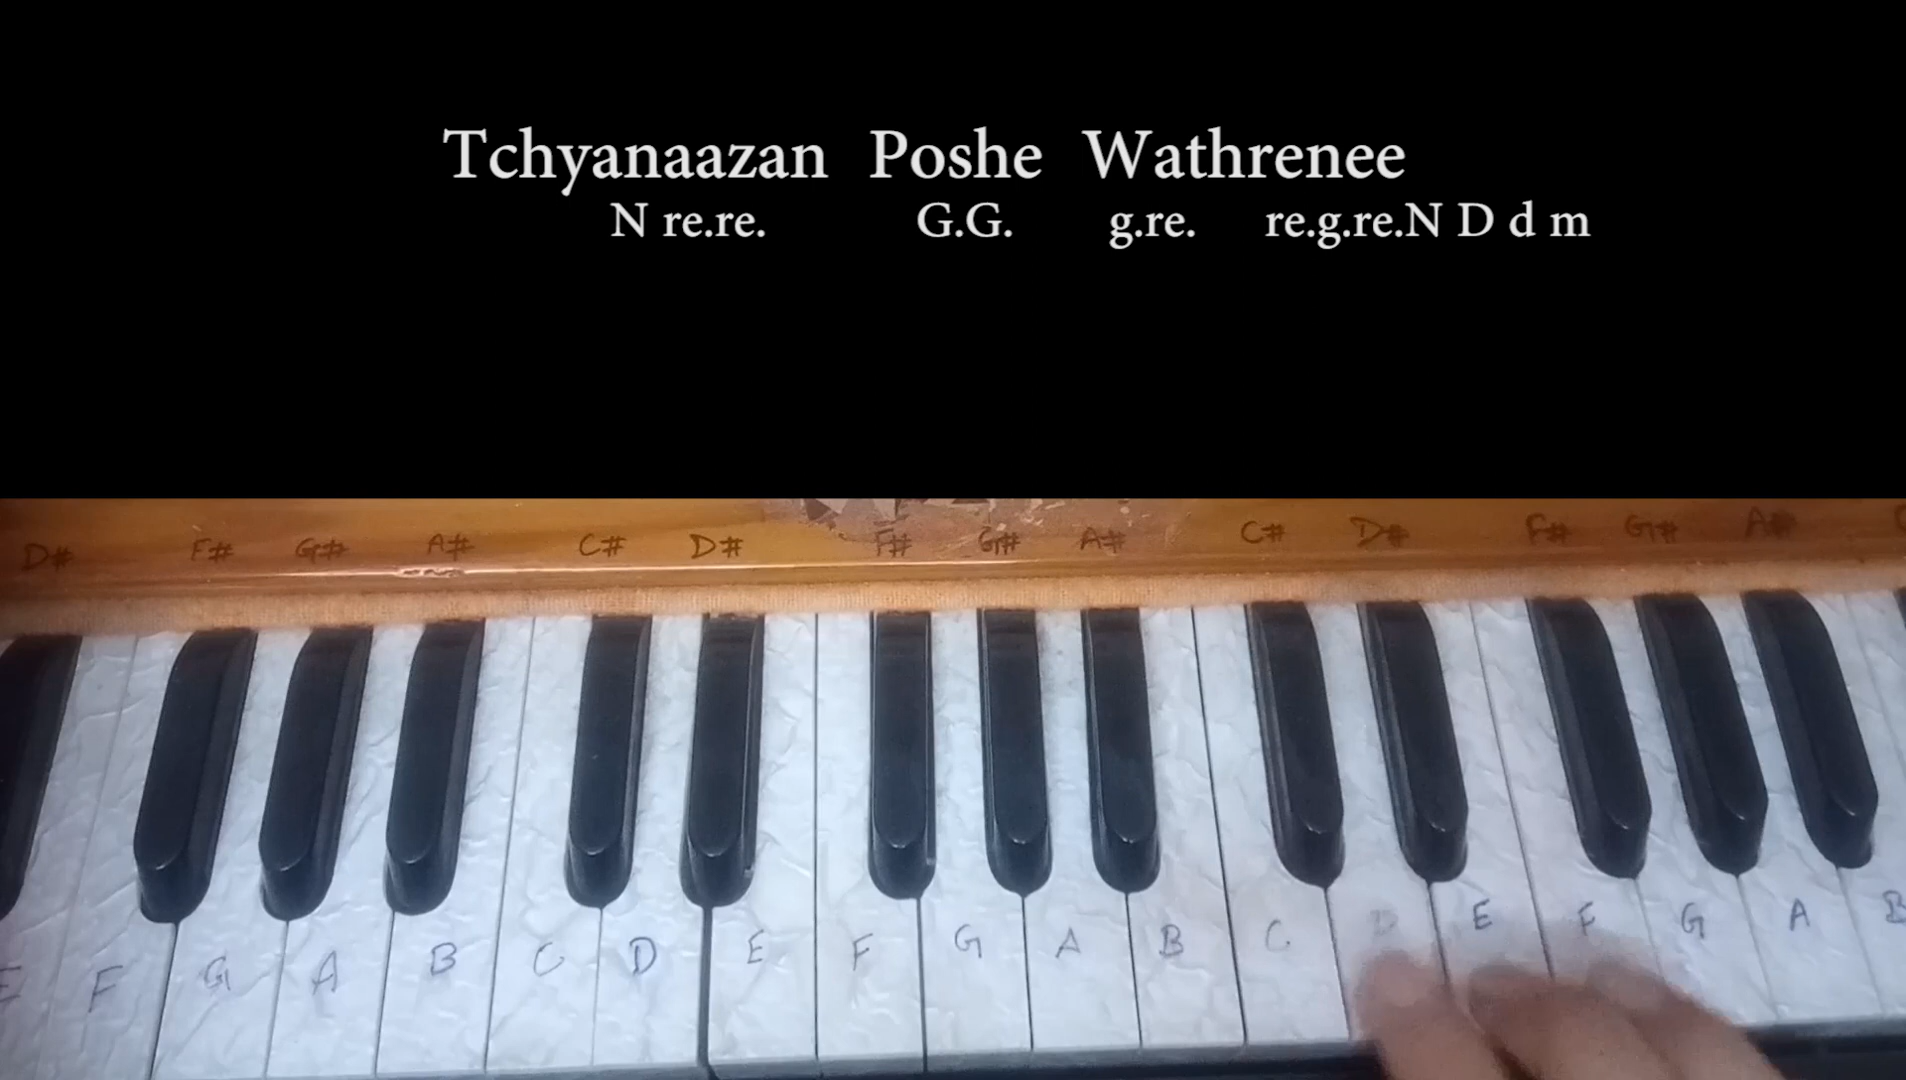 Tchyanaazan Poshe Wathrenee
N re.re. G.G. g.re. re.g.re.N D d m
D# F# G# A# C# D# F# G# A# C# D# F# G# A# C
E F G A B C D E F G A B C D E F G A B